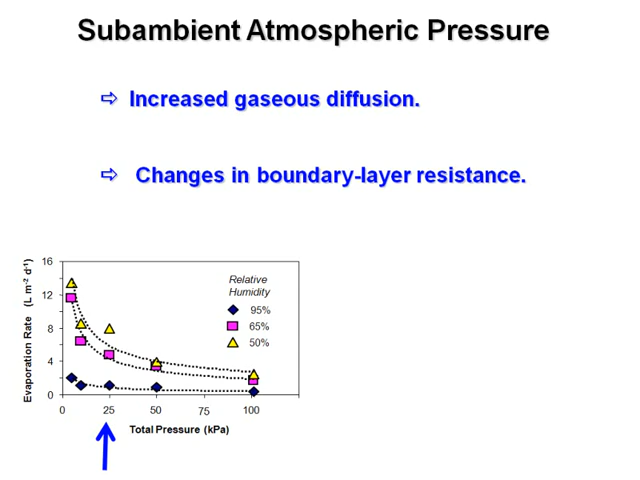 Subambient Atmospheric Pressure
⇨ Increased gaseous diffusion.
⇨ Changes in boundary-layer resistance.
Evaporation Rate (L m⁻² d⁻¹)
16
12
8
4
0
Relative
Humidity
95%
65%
50%
0 25 50 75 100
Total Pressure (kPa)